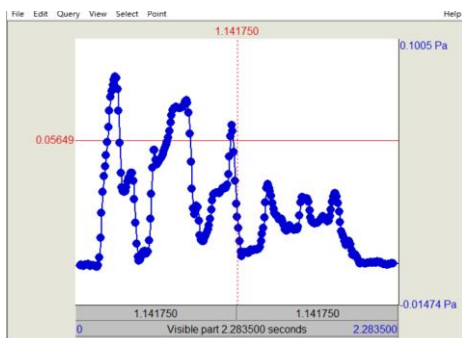 File Edit Query View Select Point Help
1.141750
0.1005 Pa
0.05649
-0.01474 Pa
1.141750 1.141750
0 Visible part 2.283500 seconds 2.283500